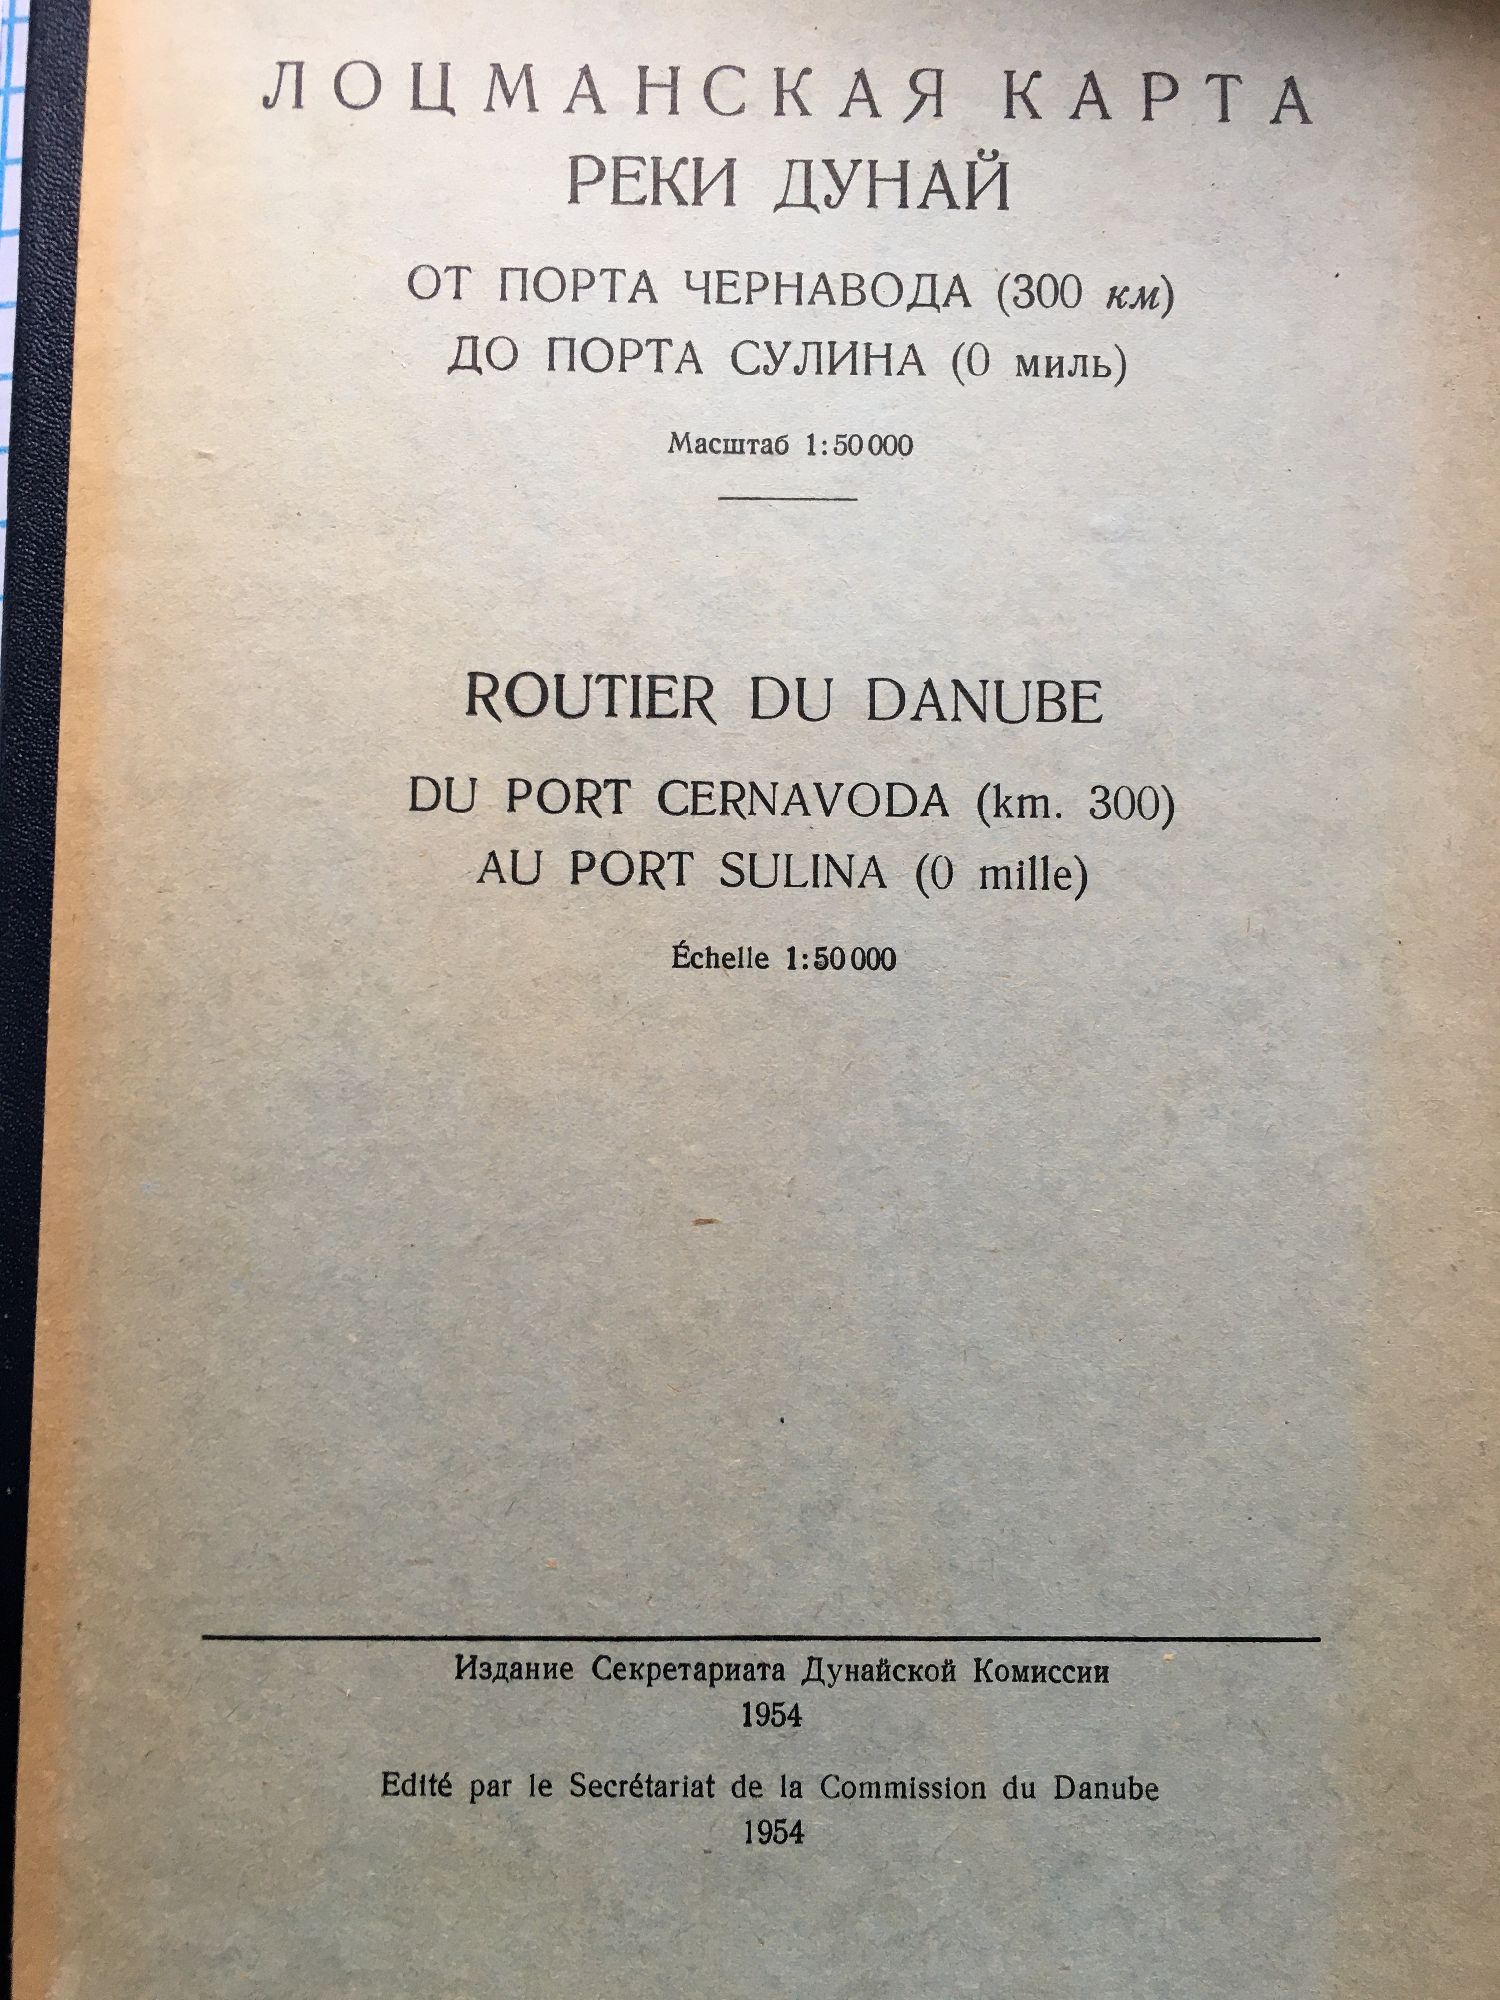 ЛОЦМАНСКАЯ КАРТА
РЕКИ ДУНАЙ
ОТ ПОРТА ЧЕРНАВОДА (300 км)
ДО ПОРТА СУЛИНА (0 миль)
Масштаб 1:50 000
ROUTIER DU DANUBE
DU PORT CERNAVODA (km. 300)
AU PORT SULINA (0 mille)
Échelle 1:50 000
Издание Секретариата Дунайской Комиссии
1954
Edité par le Secrétariat de la Commission du Danube
1954